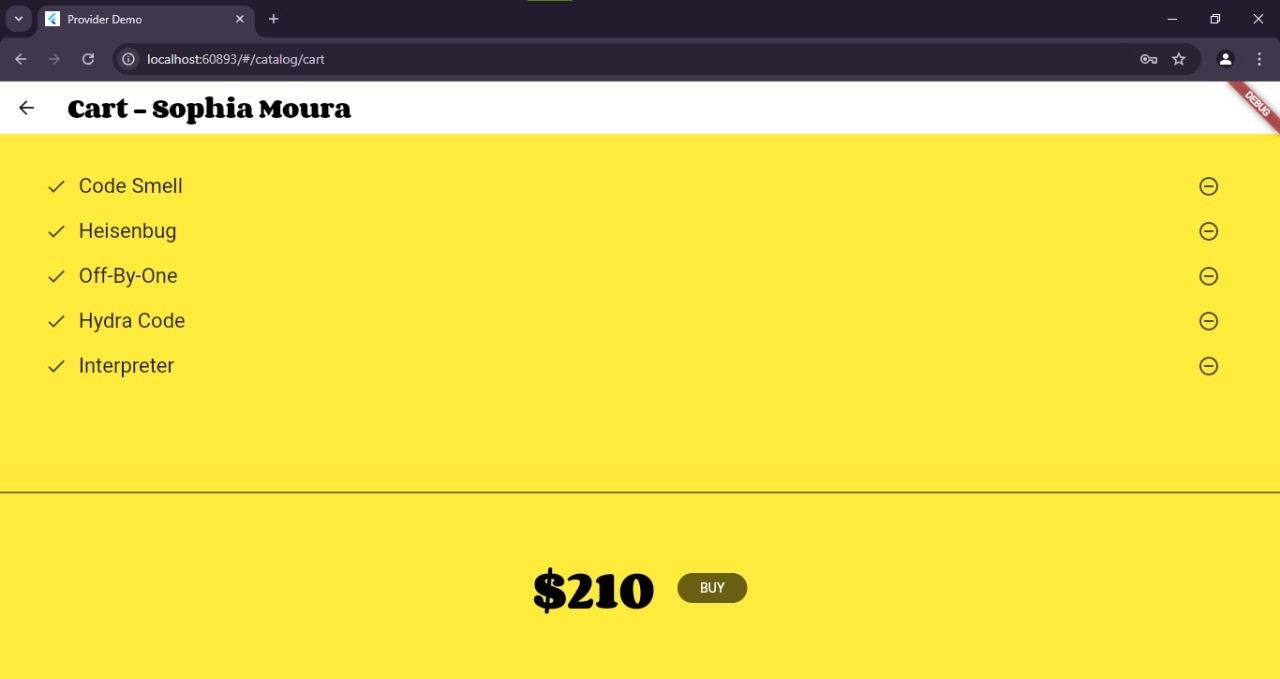 Provider Demo
localhost:60893/#/catalog/cart
Cart - Sophia Moura
DEBUG
Code Smell
Heisenbug
Off-By-One
Hydra Code
Interpreter
$210 BUY